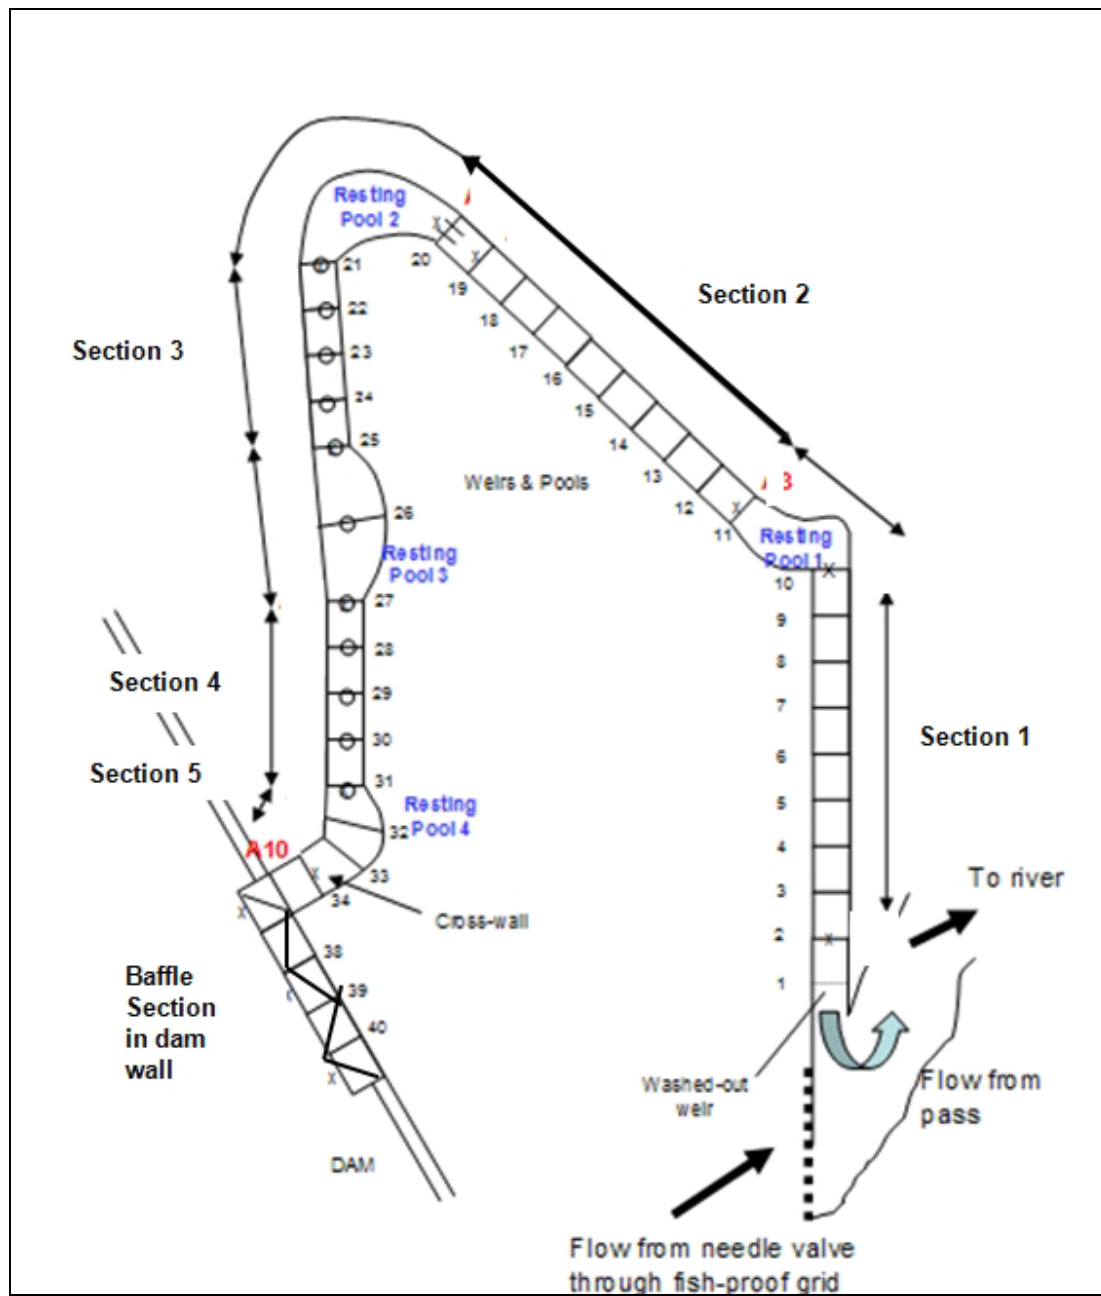 Resting
Pool 2
A
20
19
18
17
16
15
14
13
12
11
Section 2
21
22
23
24
25
Section 3
Weirs & Pools
A 3
26
Resting
Pool 3
Resting
Pool 1
10
9
8
7
6
5
4
3
2
1
27
28
29
30
31
Section 4
Section 1
Section 5
Resting
Pool 4
32
33
34
A10
Cross-wall
To river
38
39
40
Baffle
Section
in dam
wall
Washed-out
weir
Flow from
pass
DAM
Flow from needle valve
through fish-proof grid